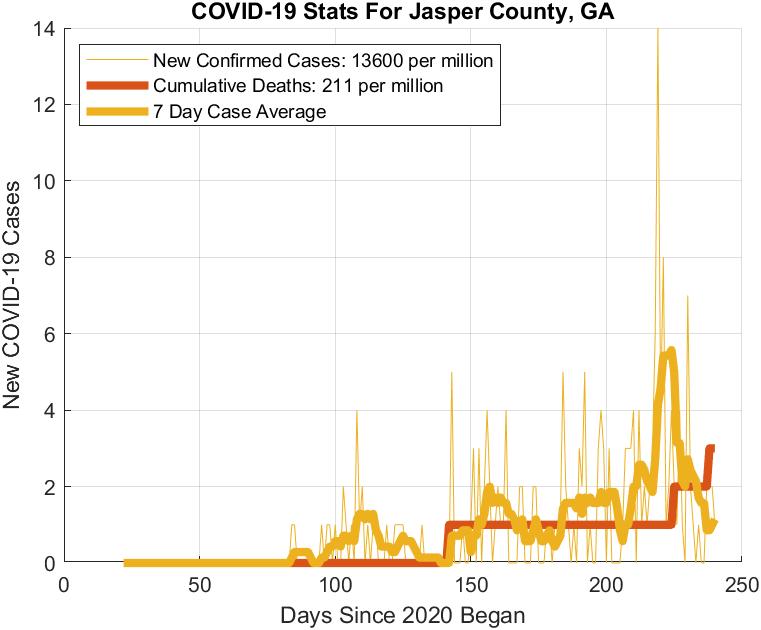 COVID-19 Stats For Jasper County, GA
New Confirmed Cases: 13600 per million
Cumulative Deaths: 211 per million
7 Day Case Average
New COVID-19 Cases
14
12
10
8
6
4
2
0
0 50 100 150 200 250
Days Since 2020 Began